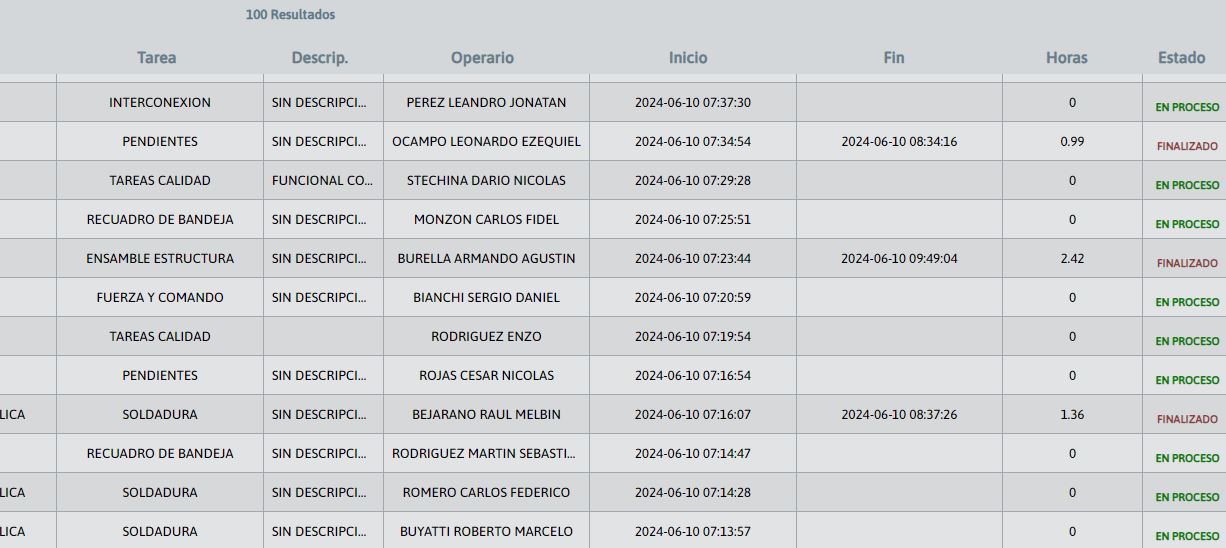 100 Resultados
Tarea Descrip. Operario Inicio Fin Horas Estado
INTERCONEXION SIN DESCRIPCI... PEREZ LEANDRO JONATAN 2024-06-10 07:37:30 0 EN PROCESO
PENDIENTES SIN DESCRIPCI... OCAMPO LEONARDO EZEQUIEL 2024-06-10 07:34:54 2024-06-10 08:34:16 0.99 FINALIZADO
TAREAS CALIDAD FUNCIONAL CO... STECHINA DARIO NICOLAS 2024-06-10 07:29:28 0 EN PROCESO
RECUADRO DE BANDEJA SIN DESCRIPCI... MONZON CARLOS FIDEL 2024-06-10 07:25:51 0 EN PROCESO
ENSAMBLE ESTRUCTURA SIN DESCRIPCI... BURELLA ARMANDO AGUSTIN 2024-06-10 07:23:44 2024-06-10 09:49:04 2.42 FINALIZADO
FUERZA Y COMANDO SIN DESCRIPCI... BIANCHI SERGIO DANIEL 2024-06-10 07:20:59 0 EN PROCESO
TAREAS CALIDAD RODRIGUEZ ENZO 2024-06-10 07:19:54 0 EN PROCESO
PENDIENTES SIN DESCRIPCI... ROJAS CESAR NICOLAS 2024-06-10 07:16:54 0 EN PROCESO
LICA SOLDADURA SIN DESCRIPCI... BEJARANO RAUL MELBIN 2024-06-10 07:16:07 2024-06-10 08:37:26 1.36 FINALIZADO
RECUADRO DE BANDEJA SIN DESCRIPCI... RODRIGUEZ MARTIN SEBASTI... 2024-06-10 07:14:47 0 EN PROCESO
LICA SOLDADURA SIN DESCRIPCI... ROMERO CARLOS FEDERICO 2024-06-10 07:14:28 0 EN PROCESO
LICA SOLDADURA SIN DESCRIPCI... BUYATTI ROBERTO MARCELO 2024-06-10 07:13:57 0 EN PROCESO